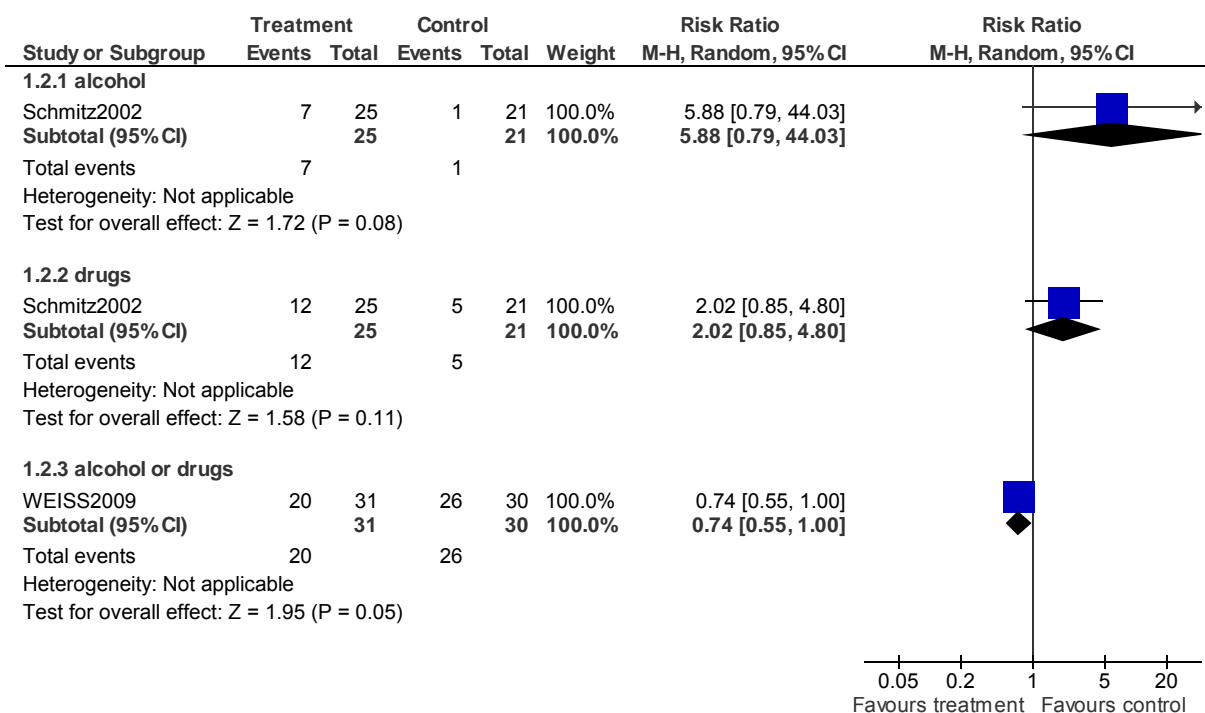 Treatment Control Risk Ratio Risk Ratio
Study or Subgroup Events Total Events Total Weight M-H, Random, 95% CI M-H, Random, 95% CI
1.2.1 alcohol
Schmitz2002 7 25 1 21 100.0% 5.88 [0.79, 44.03]
Subtotal (95% CI) 25 21 100.0% 5.88 [0.79, 44.03]
Total events 7 1
Heterogeneity: Not applicable
Test for overall effect: Z = 1.72 (P = 0.08)
1.2.2 drugs
Schmitz2002 12 25 5 21 100.0% 2.02 [0.85, 4.80]
Subtotal (95% CI) 25 21 100.0% 2.02 [0.85, 4.80]
Total events 12 5
Heterogeneity: Not applicable
Test for overall effect: Z = 1.58 (P = 0.11)
1.2.3 alcohol or drugs
WEISS2009 20 31 26 30 100.0% 0.74 [0.55, 1.00]
Subtotal (95% CI) 31 30 100.0% 0.74 [0.55, 1.00]
Total events 20 26
Heterogeneity: Not applicable
Test for overall effect: Z = 1.95 (P = 0.05)
0.05 0.2 1 5 20
Favours treatment Favours control